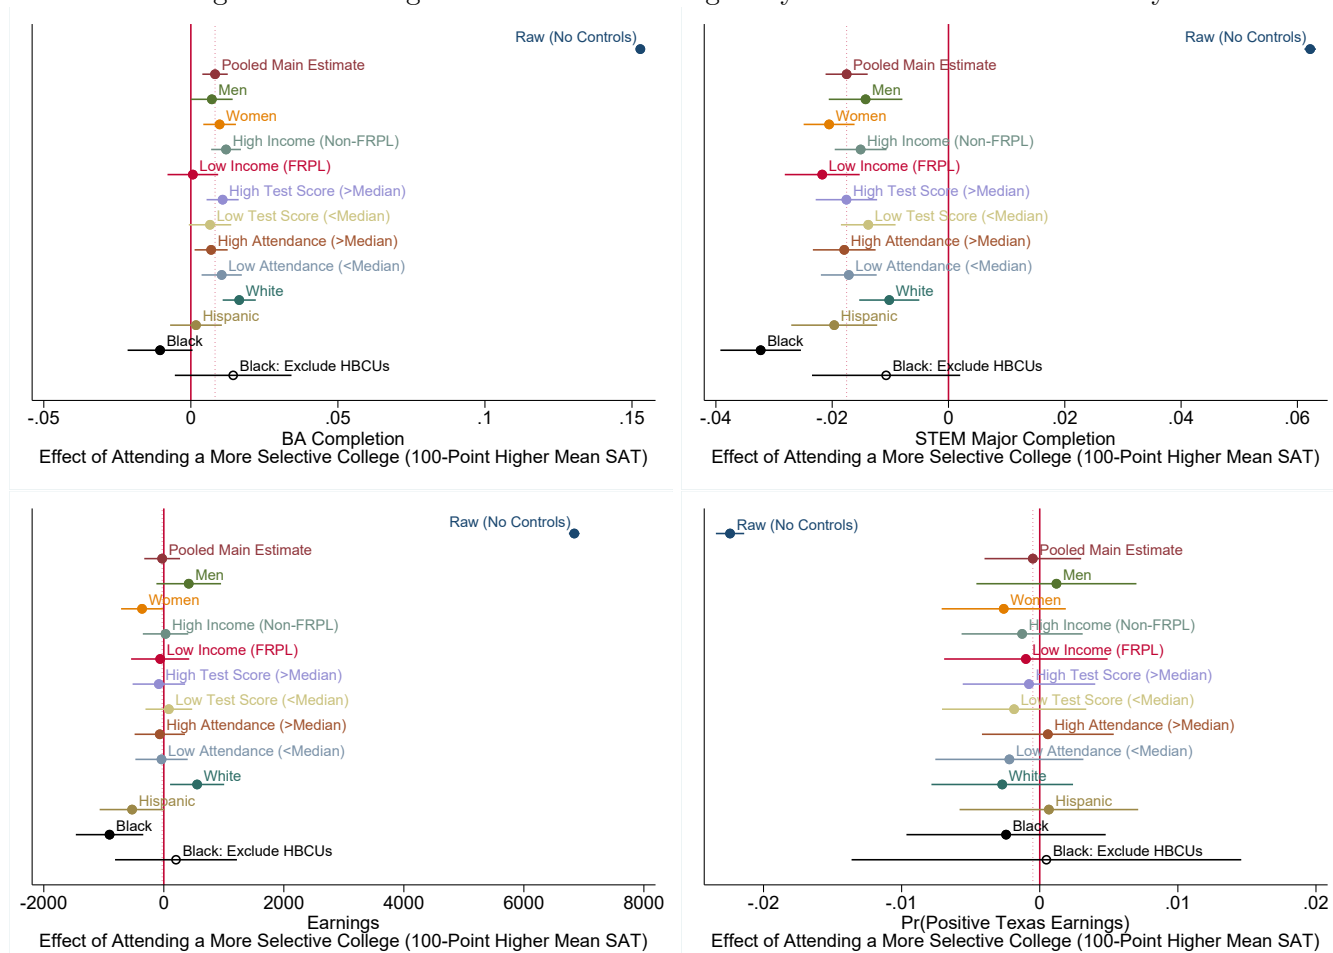 Raw (No Controls)
Pooled Main Estimate
Men
Women
High Income (Non-FRPL)
Low Income (FRPL)
High Test Score (>Median)
Low Test Score (<Median)
High Attendance (>Median)
Low Attendance (<Median)
White
Hispanic
Black
Black: Exclude HBCUs
-.05 0 .05 .1 .15
BA Completion
Effect of Attending a More Selective College (100-Point Higher Mean SAT)
Raw (No Controls)
Pooled Main Estimate
Men
Women
High Income (Non-FRPL)
Low Income (FRPL)
High Test Score (>Median)
Low Test Score (<Median)
High Attendance (>Median)
Low Attendance (<Median)
White
Hispanic
Black
Black: Exclude HBCUs
-.04 -.02 0 .02 .04 .06
STEM Major Completion
Effect of Attending a More Selective College (100-Point Higher Mean SAT)
Raw (No Controls)
Pooled Main Estimate
Men
Women
High Income (Non-FRPL)
Low Income (FRPL)
High Test Score (>Median)
Low Test Score (<Median)
High Attendance (>Median)
Low Attendance (<Median)
White
Hispanic
Black
Black: Exclude HBCUs
-2000 0 2000 4000 6000 8000
Earnings
Effect of Attending a More Selective College (100-Point Higher Mean SAT)
Raw (No Controls)
Pooled Main Estimate
Men
Women
High Income (Non-FRPL)
Low Income (FRPL)
High Test Score (>Median)
Low Test Score (<Median)
High Attendance (>Median)
Low Attendance (<Median)
White
Hispanic
Black
Black: Exclude HBCUs
-.02 -.01 0 .01 .02
Pr(Positive Texas Earnings)
Effect of Attending a More Selective College (100-Point Higher Mean SAT)